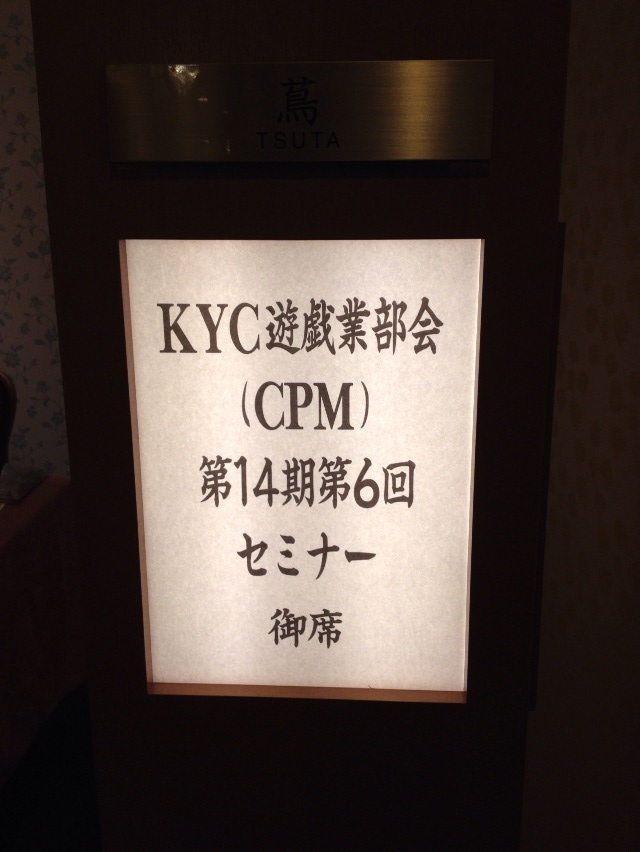 蔦
TSUTA
KYC遊戯業部会
(CPM)
第14期第6回
セミナー
御席